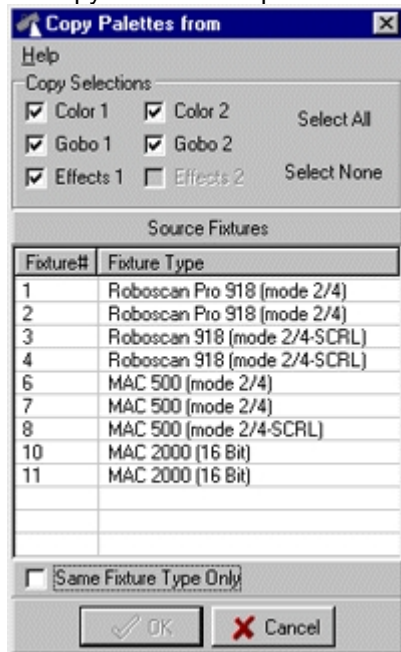 Copy Palettes from
Help
Copy Selections
Color 1 Color 2 Select All
Gobo 1 Gobo 2
Effects 1 Effects 2 Select None
Source Fixtures
Fixture# Fixture Type
1 Roboscan Pro 918 (mode 2/4)
2 Roboscan Pro 918 (mode 2/4)
3 Roboscan 918 (mode 2/4-SCRL)
4 Roboscan 918 (mode 2/4-SCRL)
6 MAC 500 (mode 2/4)
7 MAC 500 (mode 2/4)
8 MAC 500 (mode 2/4-SCRL)
10 MAC 2000 (16 Bit)
11 MAC 2000 (16 Bit)
Same Fixture Type Only
OK Cancel